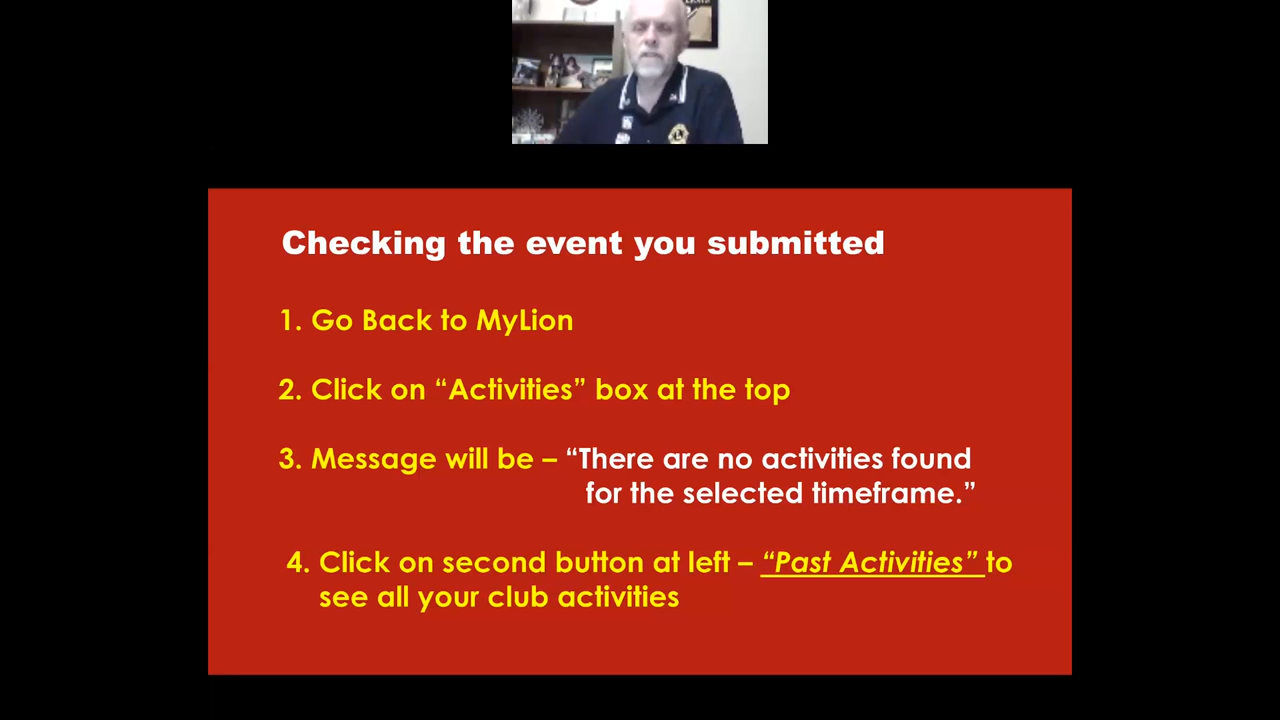 Checking the event you submitted
1. Go Back to MyLion
2. Click on “Activities” box at the top
3. Message will be – “There are no activities found
for the selected timeframe.”
4. Click on second button at left – “Past Activities” to
see all your club activities